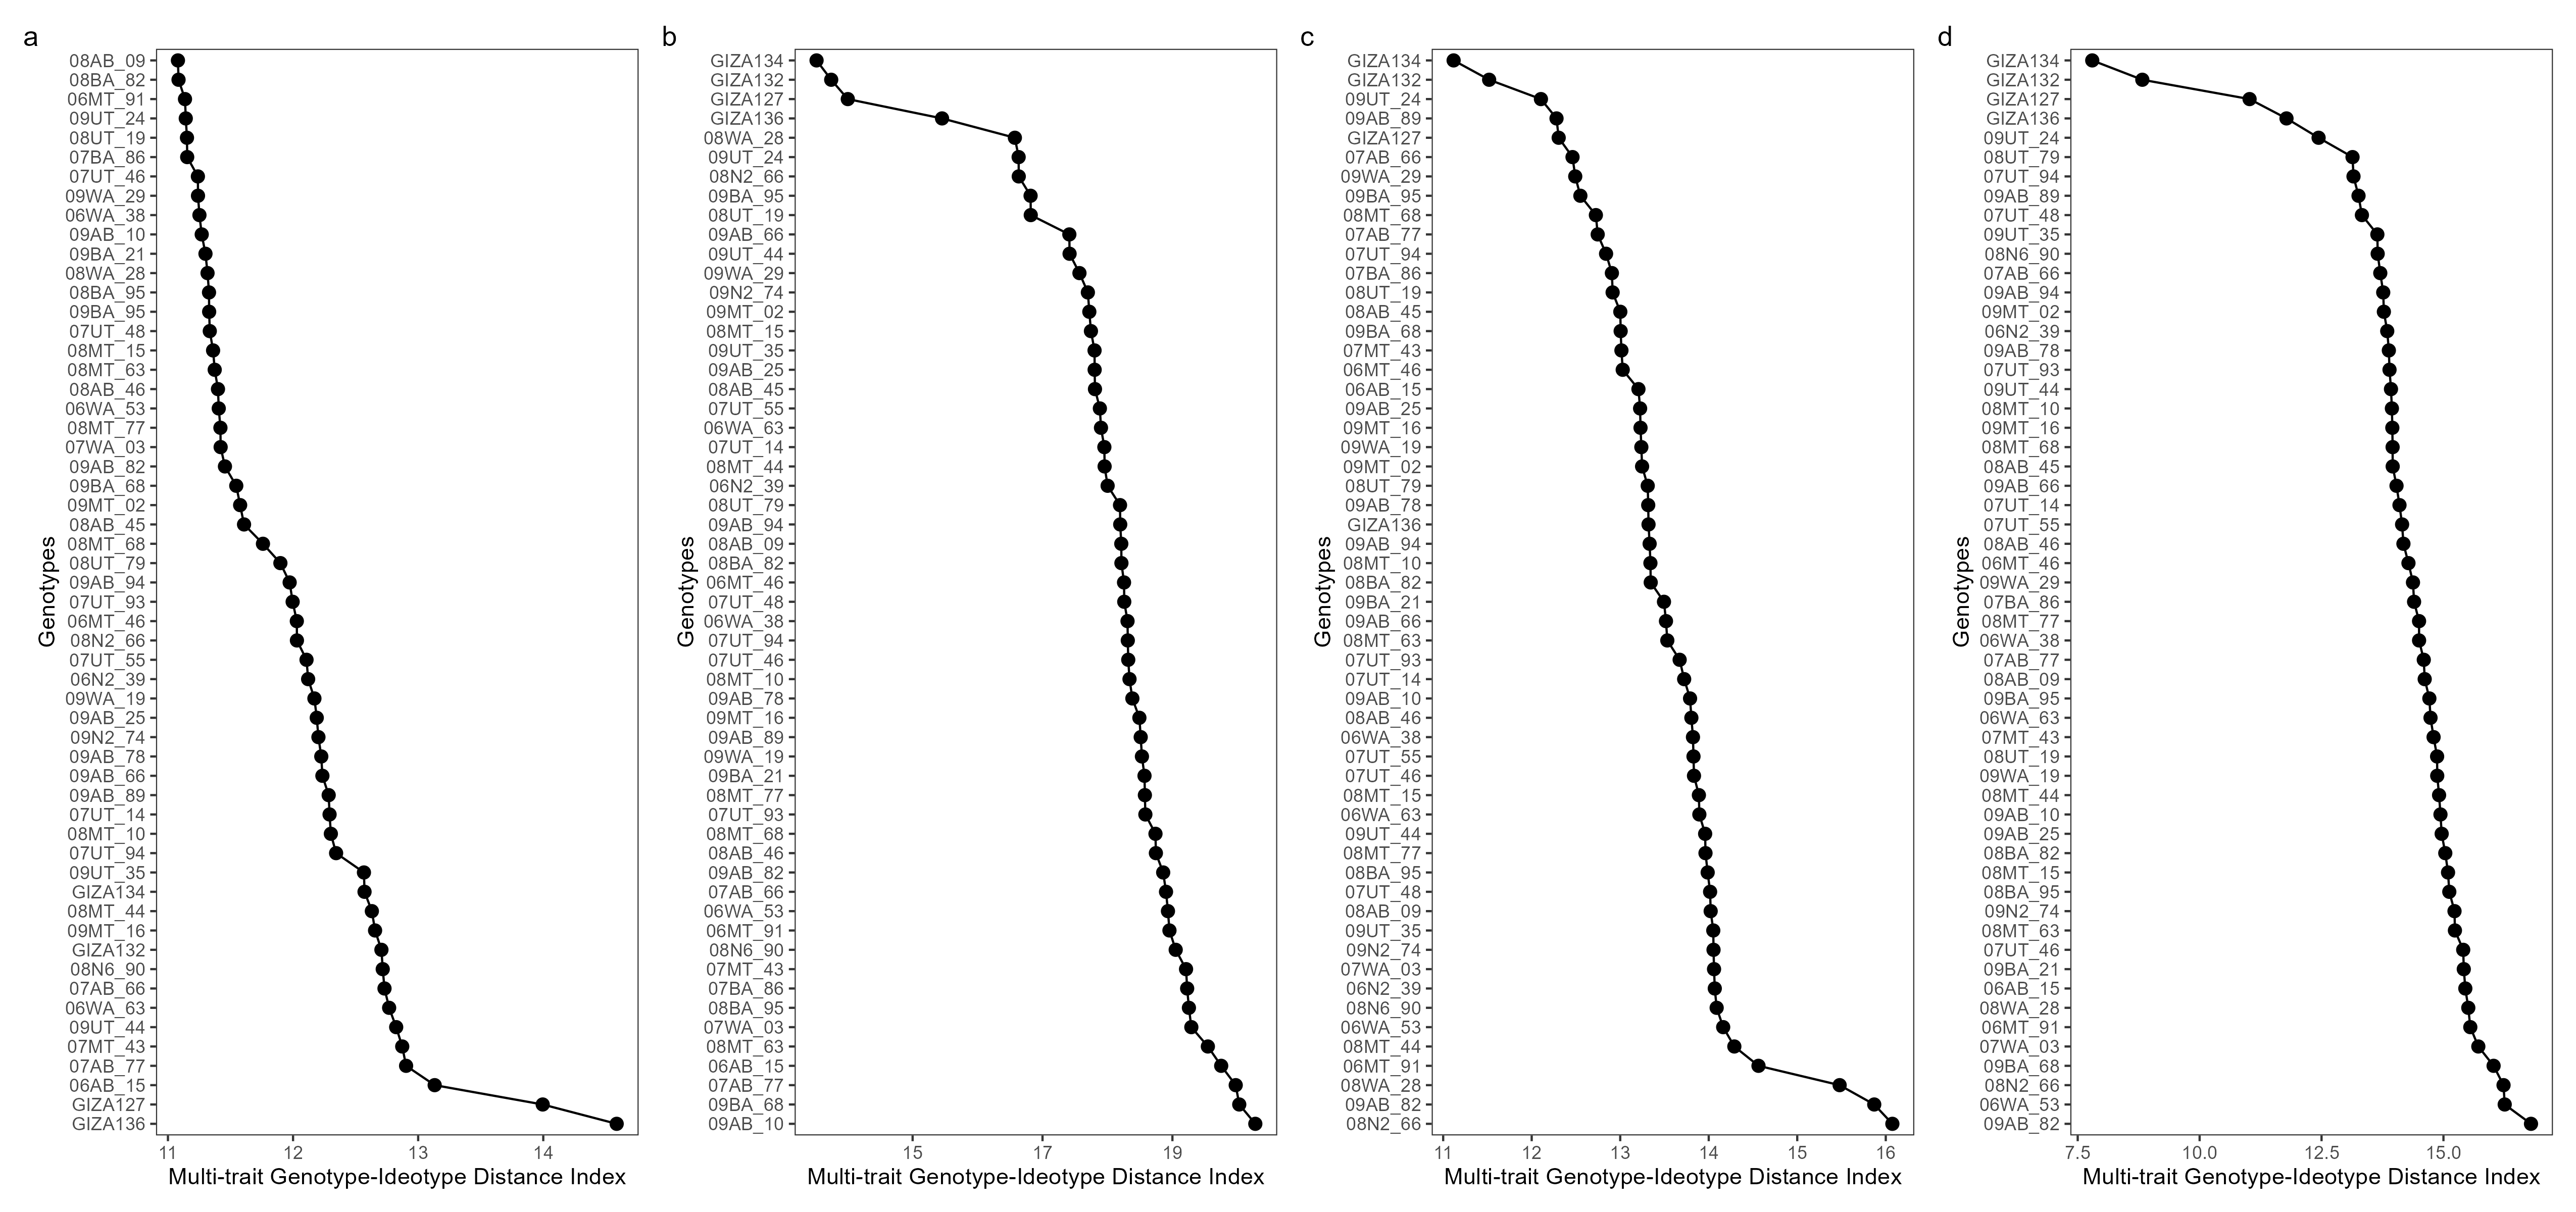 a
08AB_09
08BA_82
06MT_91
09UT_24
08UT_19
07BA_86
07UT_46
09WA_29
06WA_38
09AB_10
09BA_21
08WA_28
08BA_95
09BA_95
07UT_48
08MT_15
08MT_63
08AB_46
06WA_53
08MT_77
07WA_03
09AB_82
09BA_68
09MT_02
08AB_45
08MT_68
08UT_79
09AB_94
07UT_93
06MT_46
08N2_66
07UT_55
06N2_39
09WA_19
09AB_25
09N2_74
09AB_78
09AB_66
09AB_89
07UT_14
08MT_10
07UT_94
09UT_35
GIZA134
08MT_44
09MT_16
GIZA132
08N6_90
07AB_66
06WA_63
09UT_44
07MT_43
07AB_77
06AB_15
GIZA127
GIZA136
Genotypes
11 12 13 14
Multi-trait Genotype-Ideotype Distance Index
b
GIZA134
GIZA132
GIZA127
GIZA136
08WA_28
09UT_24
08N2_66
09BA_95
08UT_19
09AB_66
09UT_44
09WA_29
09N2_74
09MT_02
08MT_15
09UT_35
09AB_25
08AB_45
07UT_55
06WA_63
07UT_14
08MT_44
06N2_39
08UT_79
09AB_94
08AB_09
08BA_82
06MT_46
07UT_48
06WA_38
07UT_94
07UT_46
08MT_10
09AB_78
09MT_16
09AB_89
09WA_19
09BA_21
08MT_77
07UT_93
08MT_68
08AB_46
09AB_82
07AB_66
06WA_53
06MT_91
08N6_90
07MT_43
07BA_86
08BA_95
07WA_03
08MT_63
06AB_15
07AB_77
09BA_68
09AB_10
Genotypes
15 17 19
Multi-trait Genotype-Ideotype Distance Index
c
GIZA134
GIZA132
09UT_24
09AB_89
GIZA127
07AB_66
09WA_29
09BA_95
08MT_68
07AB_77
07UT_94
07BA_86
08UT_19
08AB_45
09BA_68
07MT_43
06MT_46
06AB_15
09AB_25
09MT_16
09WA_19
09MT_02
08UT_79
09AB_78
GIZA136
09AB_94
08MT_10
08BA_82
09BA_21
09AB_66
08MT_63
07UT_93
07UT_14
09AB_10
08AB_46
06WA_38
07UT_55
07UT_46
08MT_15
06WA_63
09UT_44
08MT_77
08BA_95
07UT_48
08AB_09
09UT_35
09N2_74
07WA_03
06N2_39
08N6_90
06WA_53
08MT_44
06MT_91
08WA_28
09AB_82
08N2_66
Genotypes
11 12 13 14 15 16
Multi-trait Genotype-Ideotype Distance Index
d
GIZA134
GIZA132
GIZA127
GIZA136
09UT_24
08UT_79
07UT_94
09AB_89
07UT_48
09UT_35
08N6_90
07AB_66
09AB_94
09MT_02
06N2_39
09AB_78
07UT_93
09UT_44
08MT_10
09MT_16
08MT_68
08AB_45
09AB_66
07UT_14
07UT_55
08AB_46
06MT_46
09WA_29
07BA_86
08MT_77
06WA_38
07AB_77
08AB_09
09BA_95
06WA_63
07MT_43
08UT_19
09WA_19
08MT_44
09AB_10
09AB_25
08BA_82
08MT_15
08BA_95
09N2_74
08MT_63
07UT_46
09BA_21
06AB_15
08WA_28
06MT_91
07WA_03
09BA_68
08N2_66
06WA_53
09AB_82
Genotypes
7.5 10.0 12.5 15.0
Multi-trait Genotype-Ideotype Distance Index